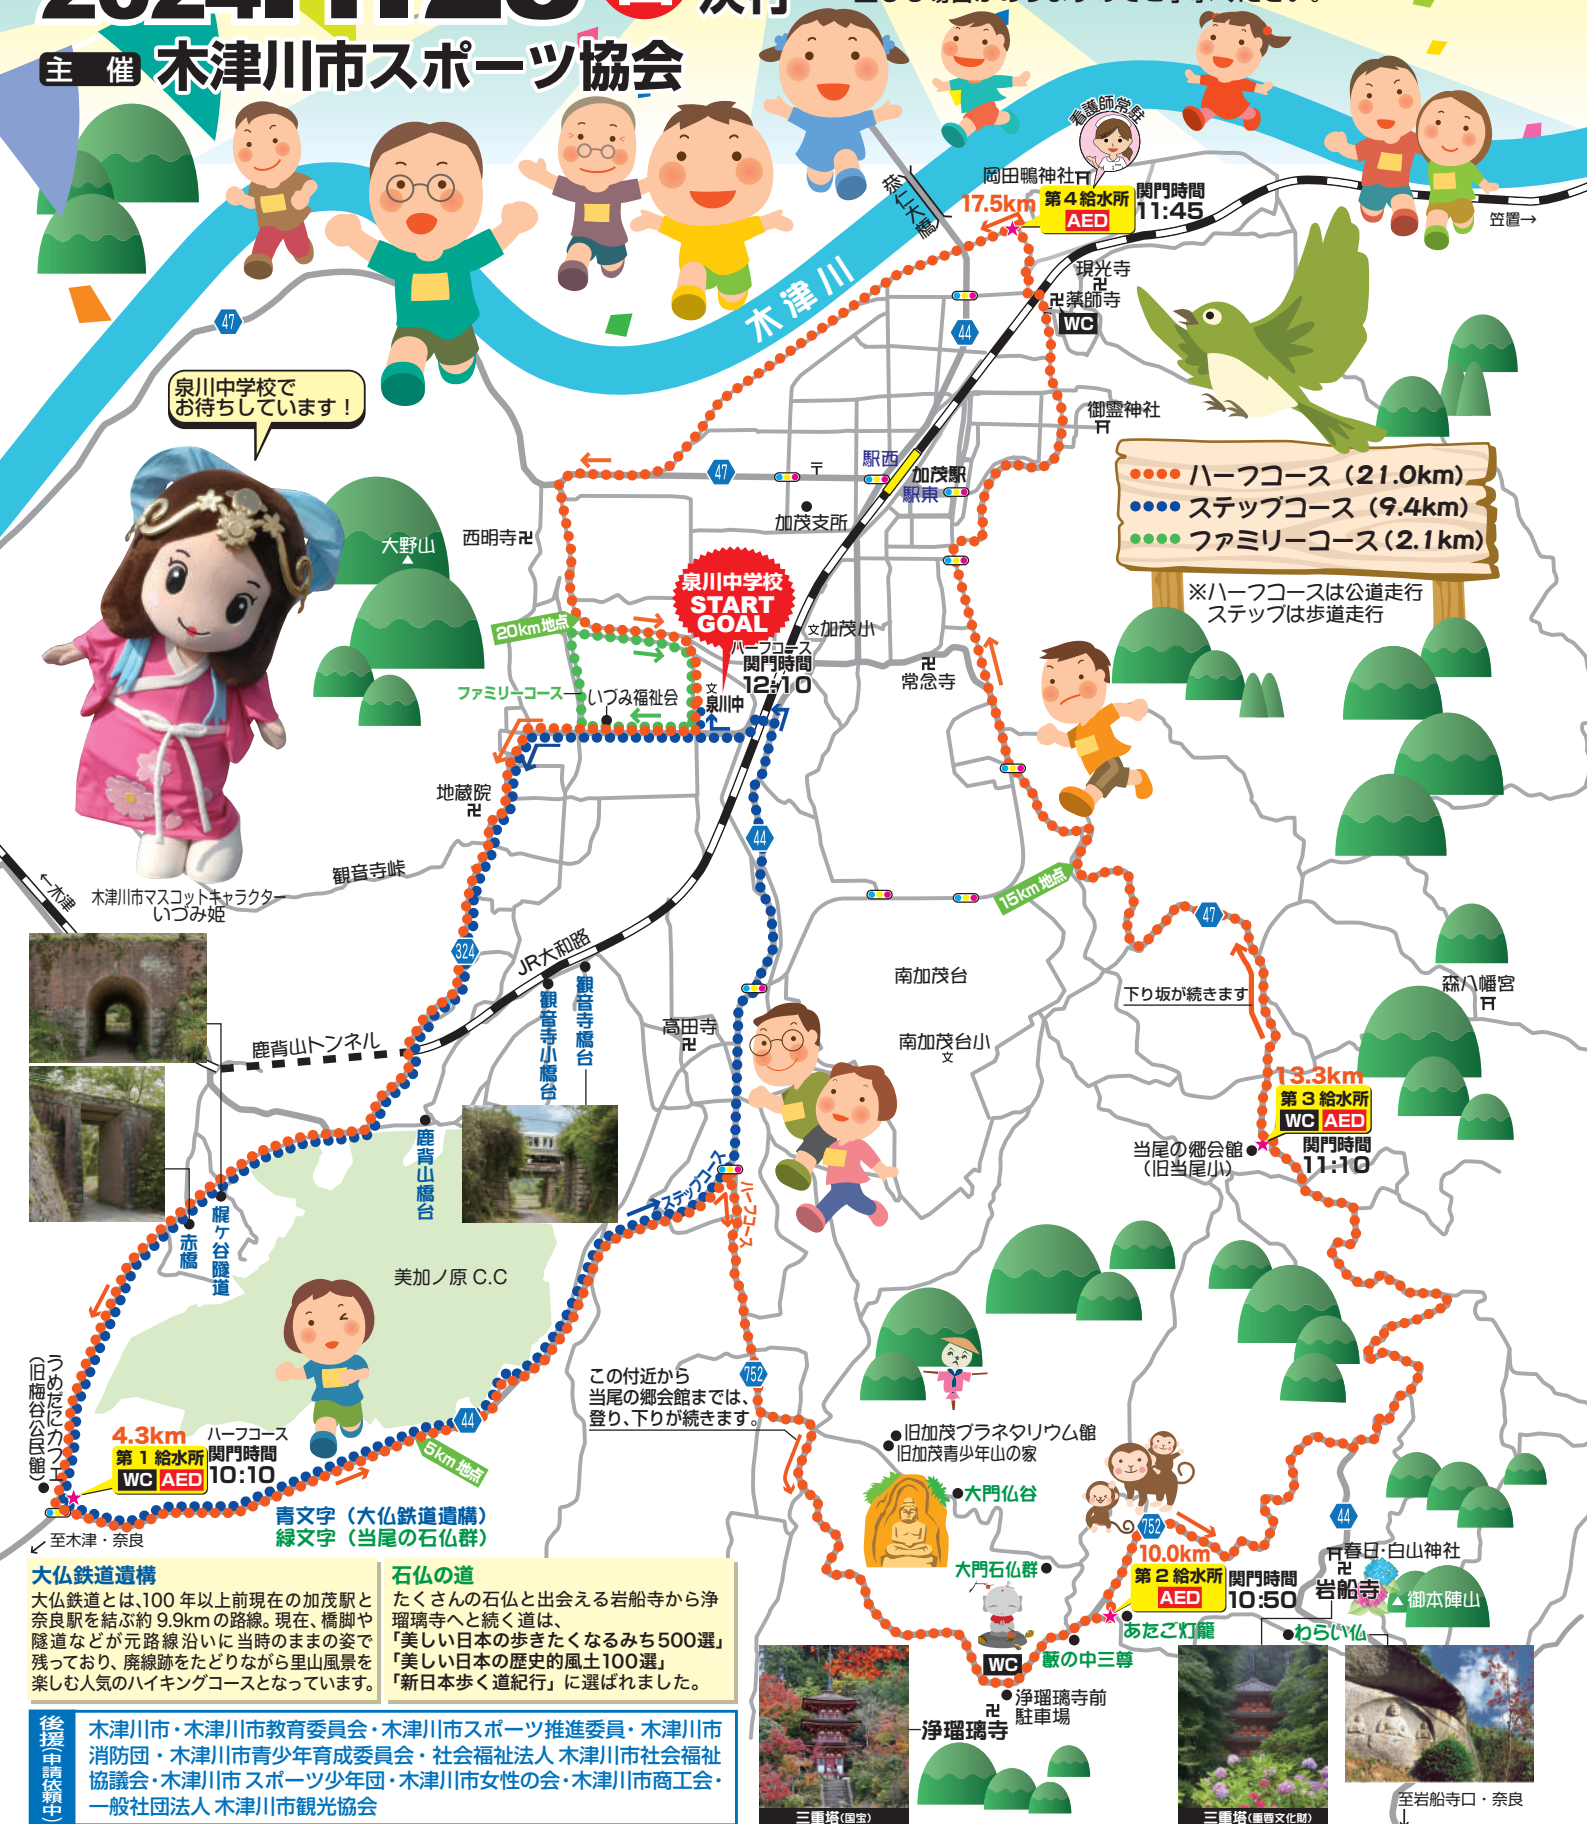 主　催 木津川市スポーツ協会
看護師常駐
岡田鴨神社
17.5km
第4給水所
AED
関門時間
11:45
恭仁大橋
笠置→
木津川
現光寺
薬師寺
WC
47
44
泉川中学校で
お待ちしています！
御霊神社
駅西
加茂駅
駅東
47
〒
加茂支所
ハーフコース（21.0km）
ステップコース（9.4km）
ファミリーコース（2.1km）
※ハーフコースは公道走行
ステップは歩道走行
西明寺
大野山
泉川中学校
START
GOAL
ハーフコース
関門時間
12:10
20km地点
文加茂小
常念寺
ファミリーコース
いづみ福祉会
文
泉川中
地蔵院
観音寺峠
44
←木津
木津川市マスコットキャラクター
いづみ姫
15km地点
47
324
JR大和路
南加茂台
下り坂が続きます
森八幡宮
観音寺橋台
観音寺小橋台
高田寺
南加茂台小
文
鹿背山トンネル
13.3km
第3給水所
WC AED
関門時間
11:10
当尾の郷会館
（旧当尾小）
鹿背山橋台
ステップコース
ハーフコース
梶ヶ谷隧道
赤橋
美加ノ原 C.C
うめだにカフェ
（旧梅谷公民館）
この付近から
当尾の郷会館までは、
登り、下りが続きます。
752
44
4.3km
第1給水所
WC AED
ハーフコース
関門時間
10:10
5km地点
旧加茂プラネタリウム館
旧加茂青少年山の家
大門仏谷
青文字（大仏鉄道遺構）
緑文字（当尾の石仏群）
至木津・奈良
752
44
10.0km
第2給水所
AED
関門時間
10:50
大門石仏群
春日・白山神社
岩船寺
御本陣山
あたご灯籠
わらい仏
藪の中三尊
WC
浄瑠璃寺前
駐車場
浄瑠璃寺
大仏鉄道遺構
大仏鉄道とは、100年以上前現在の加茂駅と
奈良駅を結ぶ約9.9kmの路線。現在、橋脚や
隧道などが元路線沿いに当時のままの姿で
残っており、廃線跡をたどりながら里山風景を
楽しむ人気のハイキングコースとなっています。
石仏の道
たくさんの石仏と出会える岩船寺から浄
瑠璃寺へと続く道は、
「美しい日本の歩きたくなるみち500選」
「美しい日本の歴史的風土100選」
「新日本歩く道紀行」に選ばれました。
後援（申請依頼中）
木津川市・木津川市教育委員会・木津川市スポーツ推進委員・木津川市
消防団・木津川市青少年育成委員会・社会福祉法人 木津川市社会福祉
協議会・木津川市 スポーツ少年団・木津川市女性の会・木津川市商工会・
一般社団法人 木津川市観光協会
三重塔(国宝)
三重塔(重要文化財)
至岩船寺口・奈良